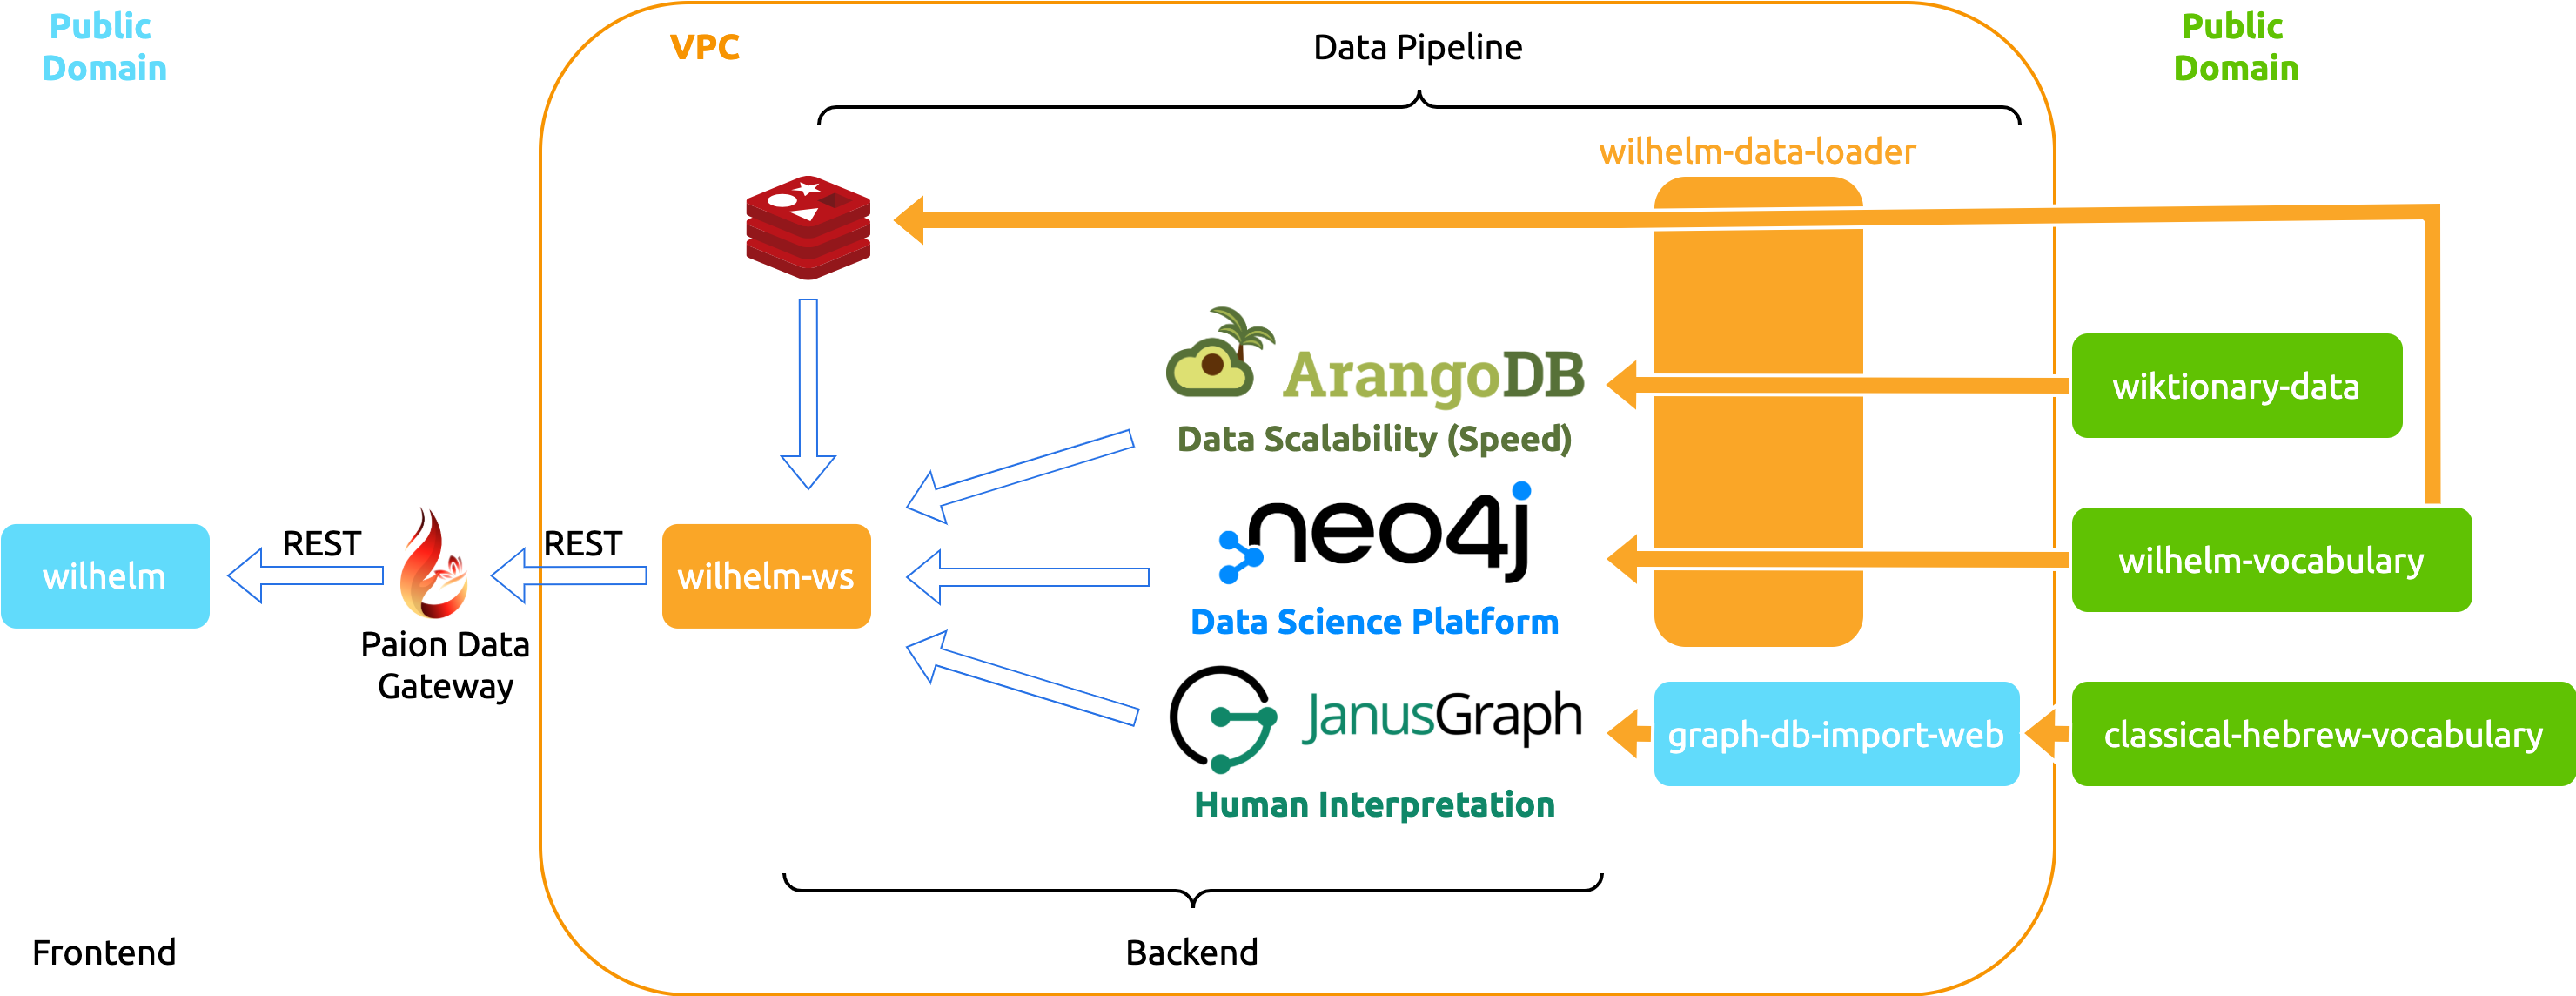 Public
Domain
VPC
Data Pipeline
Public
Domain
wilhelm-data-loader
ArangoDB
Data Scalability (Speed)
wiktionary-data
neo4j
Data Science Platform
wilhelm-vocabulary
REST
REST
wilhelm
Paion Data
Gateway
wilhelm-ws
JanusGraph
Human Interpretation
graph-db-import-web
classical-hebrew-vocabulary
Frontend
Backend